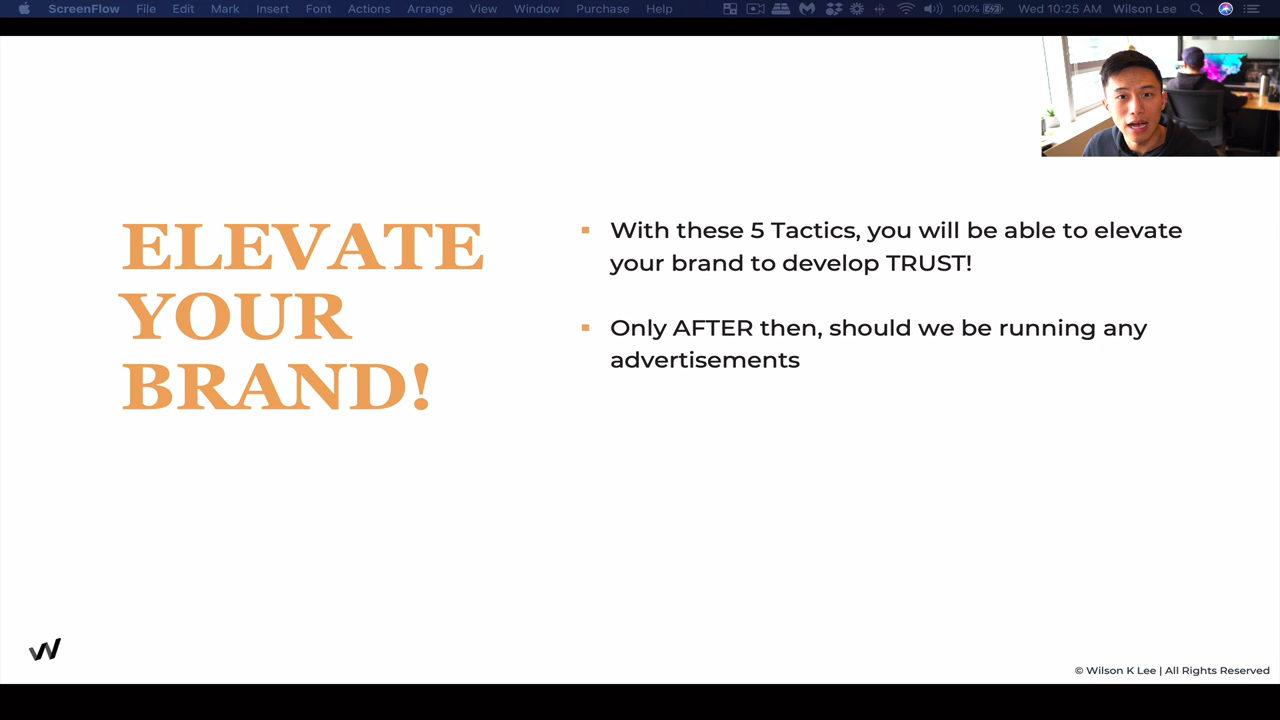 ScreenFlow File Edit Mark Insert Font Actions Arrange View Window Purchase Help 100% Wed 10:25 AM Wilson Lee
ELEVATE
YOUR
BRAND!
With these 5 Tactics, you will be able to elevate
your brand to develop TRUST!
Only AFTER then, should we be running any
advertisements
W
© Wilson K Lee | All Rights Reserved